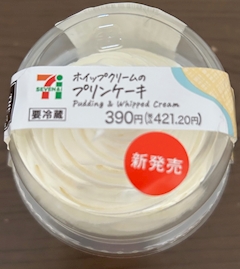 7
SEVEN&i
ホイップクリームの
プリンケーキ
Pudding & Whipped Cream
要冷蔵
390円(税込421.20円)
新発売